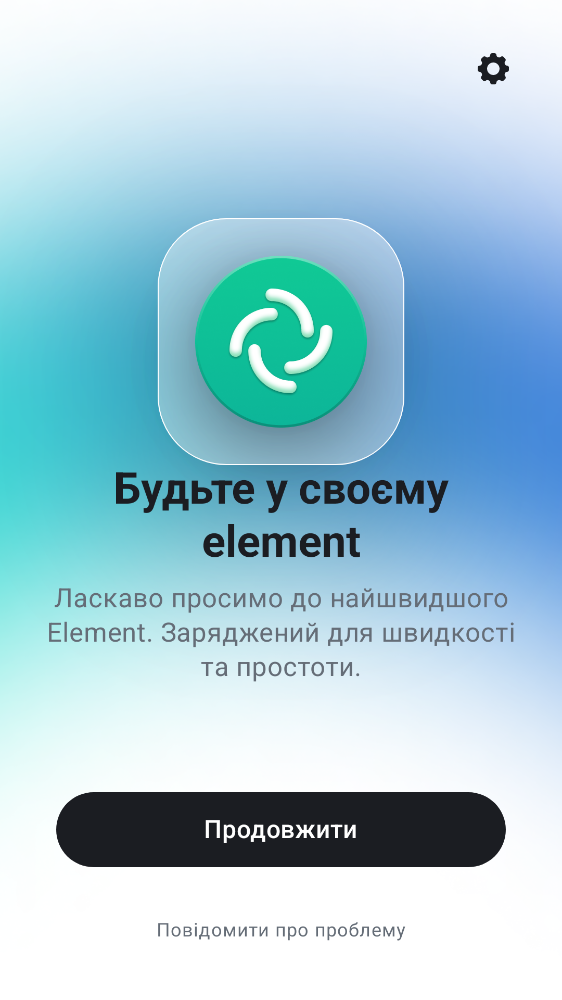 Будьте у своєму
element
Ласкаво просимо до найшвидшого
Element. Заряджений для швидкості
та простоти.
Продовжити
Повідомити про проблему